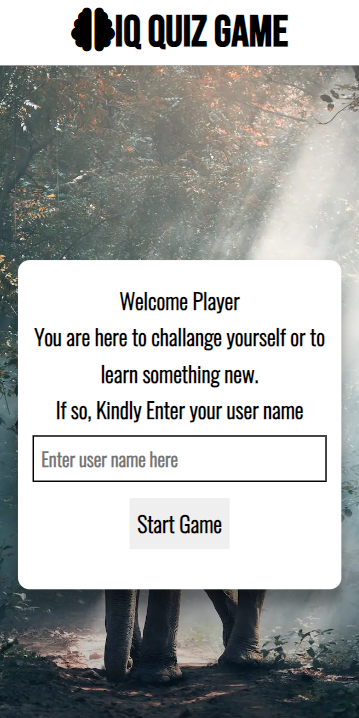 IQ QUIZ GAME
Welcome Player
You are here to challange yourself or to
learn something new.
If so, Kindly Enter your user name
Enter user name here
Start Game